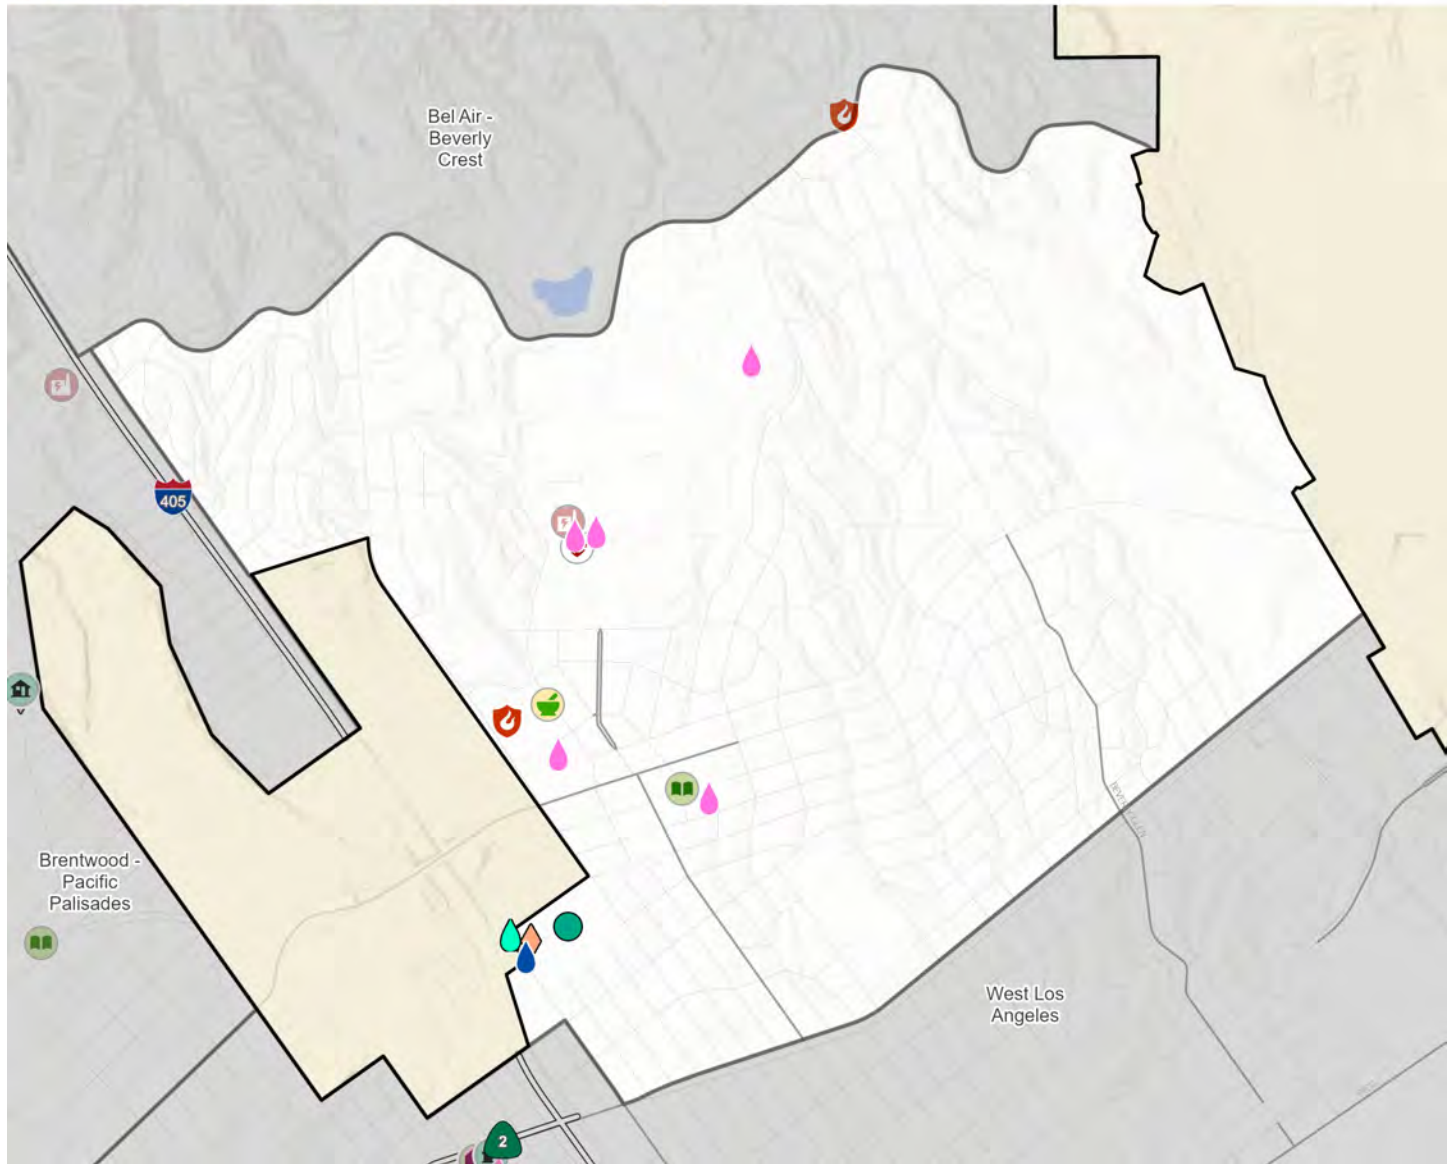 Bel Air -
Beverly
Crest
405
Brentwood -
Pacific
Palisades
West Los
Angeles
2